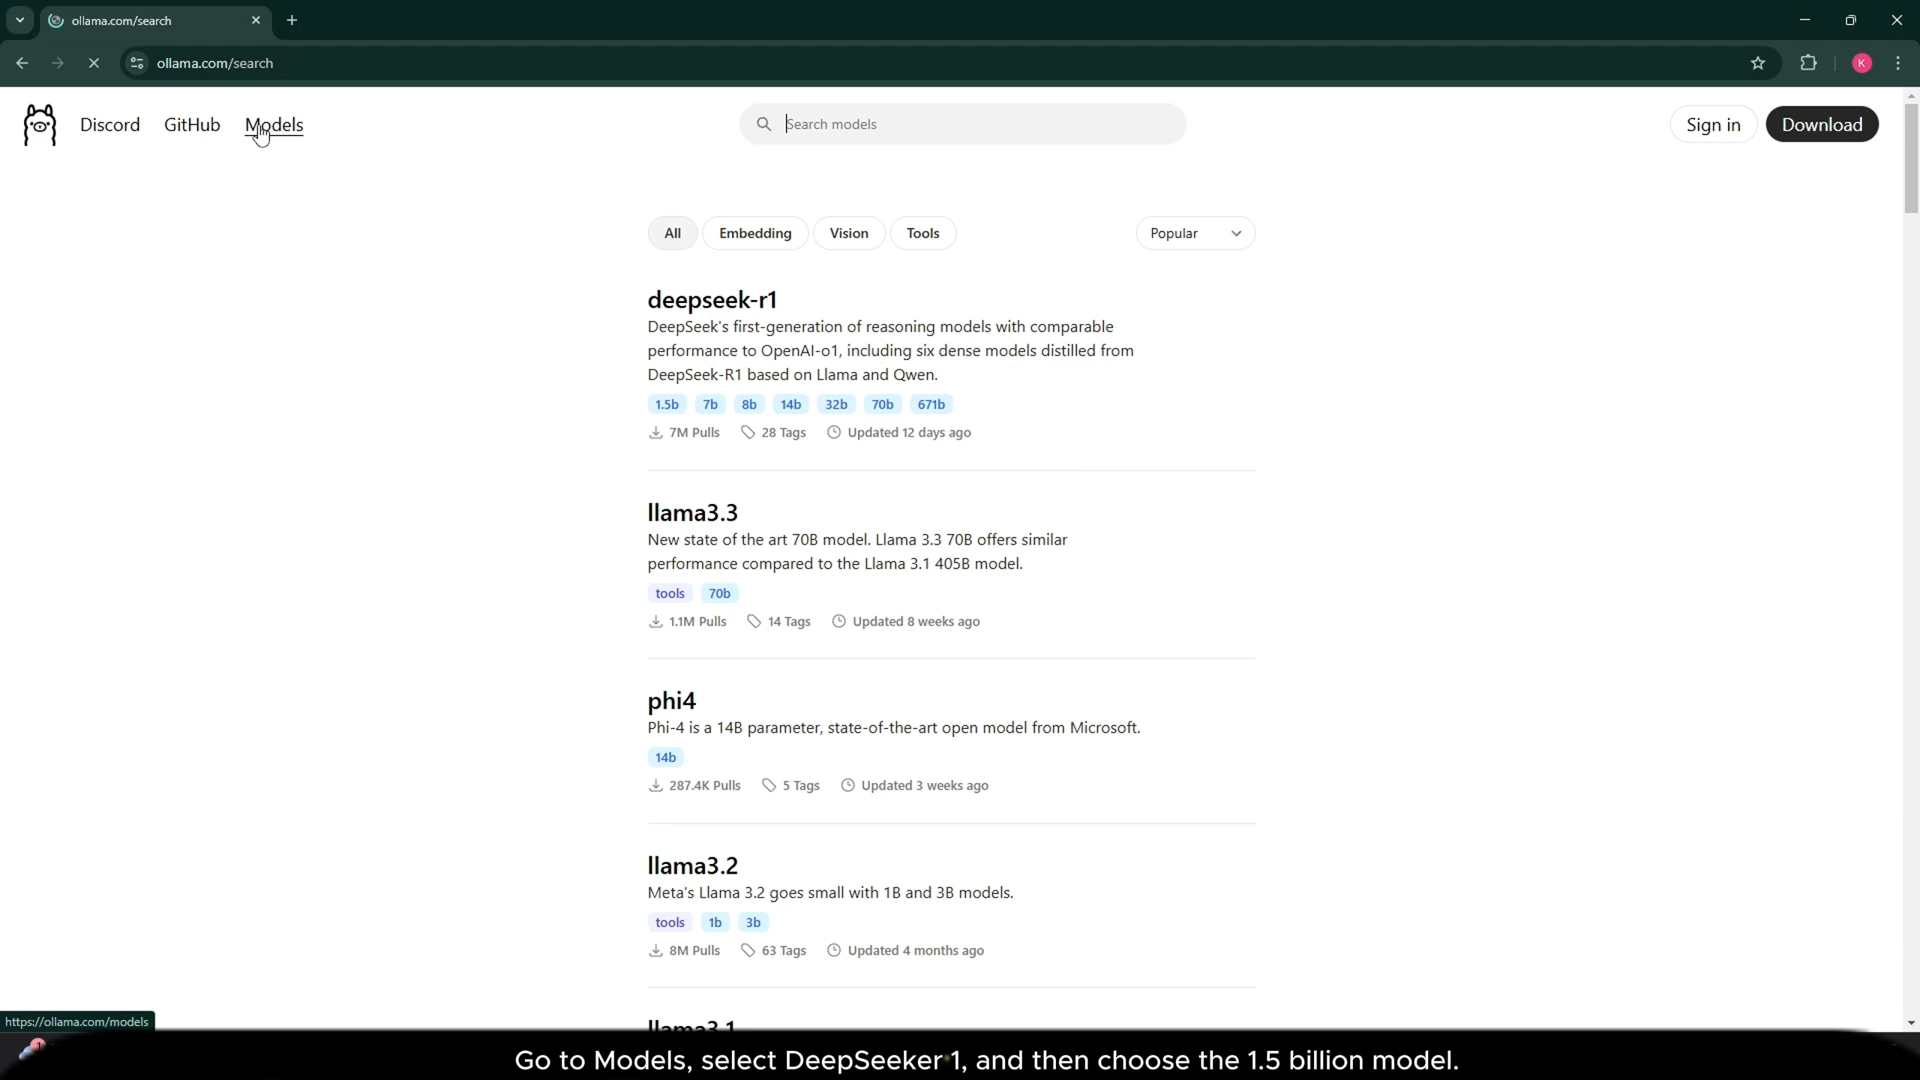 ollama.com/search
ollama.com/search
K
Discord GitHub Models
Search models
Sign in Download
All Embedding Vision Tools
Popular
deepseek-r1
DeepSeek's first-generation of reasoning models with comparable
performance to OpenAI-o1, including six dense models distilled from
DeepSeek-R1 based on Llama and Qwen.
1.5b 7b 8b 14b 32b 70b 671b
7M Pulls 28 Tags Updated 12 days ago
llama3.3
New state of the art 70B model. Llama 3.3 70B offers similar
performance compared to the Llama 3.1 405B model.
tools 70b
1.1M Pulls 14 Tags Updated 8 weeks ago
phi4
Phi-4 is a 14B parameter, state-of-the-art open model from Microsoft.
14b
287.4K Pulls 5 Tags Updated 3 weeks ago
llama3.2
Meta's Llama 3.2 goes small with 1B and 3B models.
tools 1b 3b
8M Pulls 63 Tags Updated 4 months ago
llama3.1
https://ollama.com/models
1
Go to Models, select DeepSeeker 1, and then choose the 1.5 billion model.